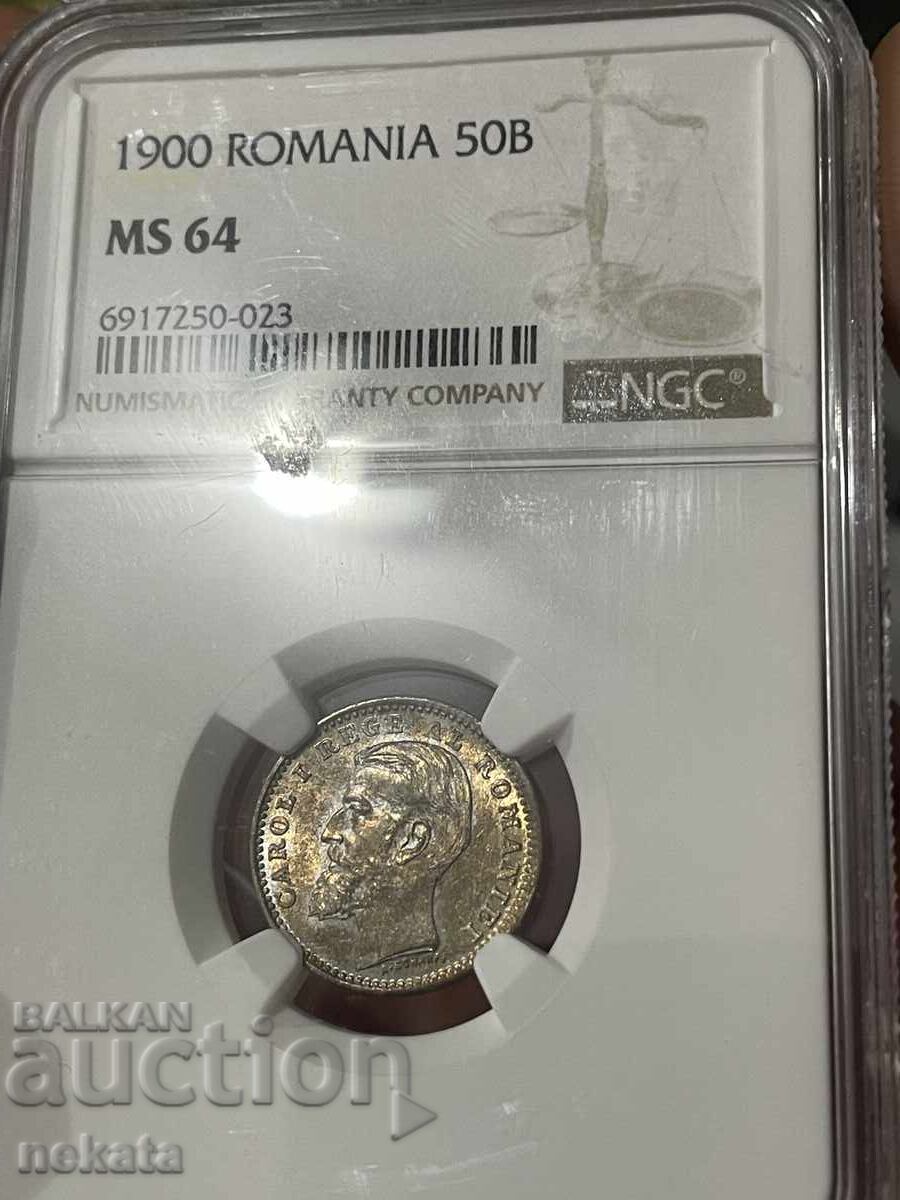 1900 ROMANIA 50B
MS 64
6917250-023
NUMISMATIC GUARANTY COMPANY
NGC®
CAROL I REGE AL ROMANIEI
BALKAN
auction
nekata